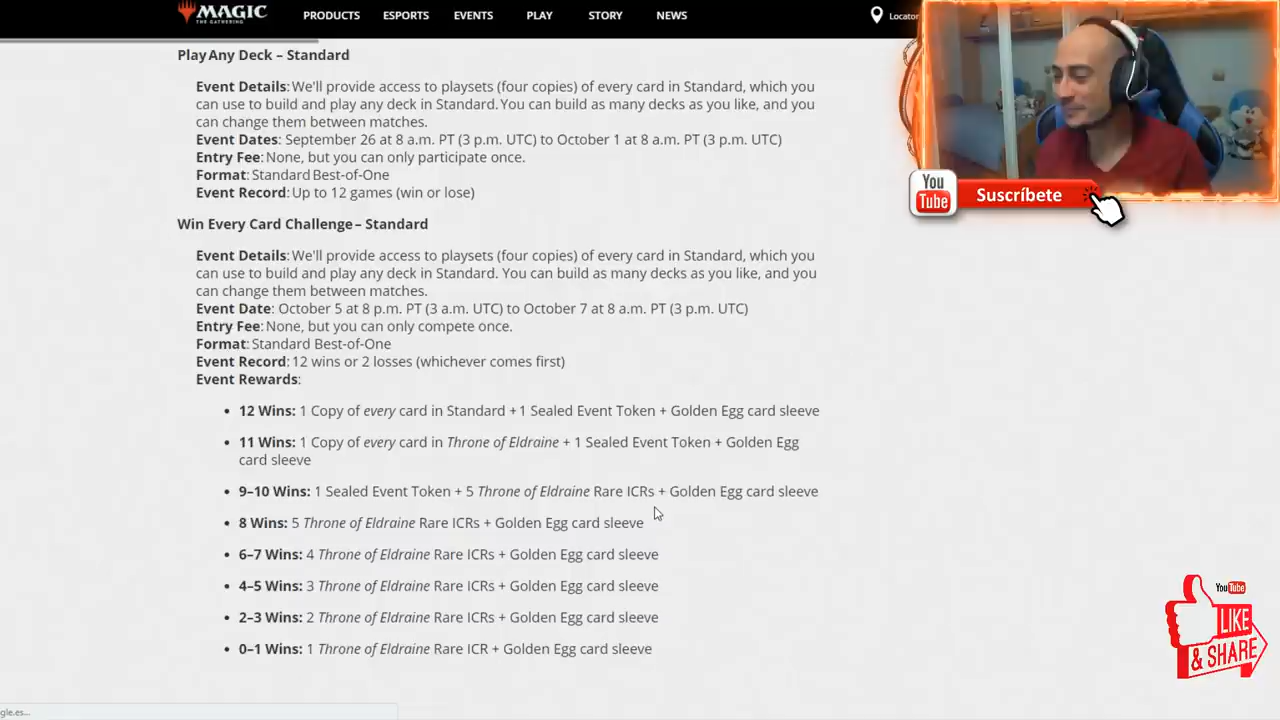 MAGIC
THE GATHERING
PRODUCTS ESPORTS EVENTS PLAY STORY NEWS
Locator
Play Any Deck – Standard
Event Details: We'll provide access to playsets (four copies) of every card in Standard, which you
can use to build and play any deck in Standard. You can build as many decks as you like, and you
can change them between matches.
Event Dates: September 26 at 8 a.m. PT (3 p.m. UTC) to October 1 at 8 a.m. PT (3 p.m. UTC)
Entry Fee: None, but you can only participate once.
Format: Standard Best-of-One
Event Record: Up to 12 games (win or lose)
Win Every Card Challenge – Standard
Event Details: We'll provide access to playsets (four copies) of every card in Standard, which you
can use to build and play any deck in Standard. You can build as many decks as you like, and you
can change them between matches.
Event Date: October 5 at 8 p.m. PT (3 a.m. UTC) to October 7 at 8 a.m. PT (3 p.m. UTC)
Entry Fee: None, but you can only compete once.
Format: Standard Best-of-One
Event Record: 12 wins or 2 losses (whichever comes first)
Event Rewards:
• 12 Wins: 1 Copy of every card in Standard + 1 Sealed Event Token + Golden Egg card sleeve
• 11 Wins: 1 Copy of every card in Throne of Eldraine + 1 Sealed Event Token + Golden Egg
card sleeve
• 9–10 Wins: 1 Sealed Event Token + 5 Throne of Eldraine Rare ICRs + Golden Egg card sleeve
• 8 Wins: 5 Throne of Eldraine Rare ICRs + Golden Egg card sleeve
• 6–7 Wins: 4 Throne of Eldraine Rare ICRs + Golden Egg card sleeve
• 4–5 Wins: 3 Throne of Eldraine Rare ICRs + Golden Egg card sleeve
• 2–3 Wins: 2 Throne of Eldraine Rare ICRs + Golden Egg card sleeve
• 0–1 Wins: 1 Throne of Eldraine Rare ICR + Golden Egg card sleeve
gle.es...
You
Tube
Suscríbete
YouTube
LIKE
& SHARE